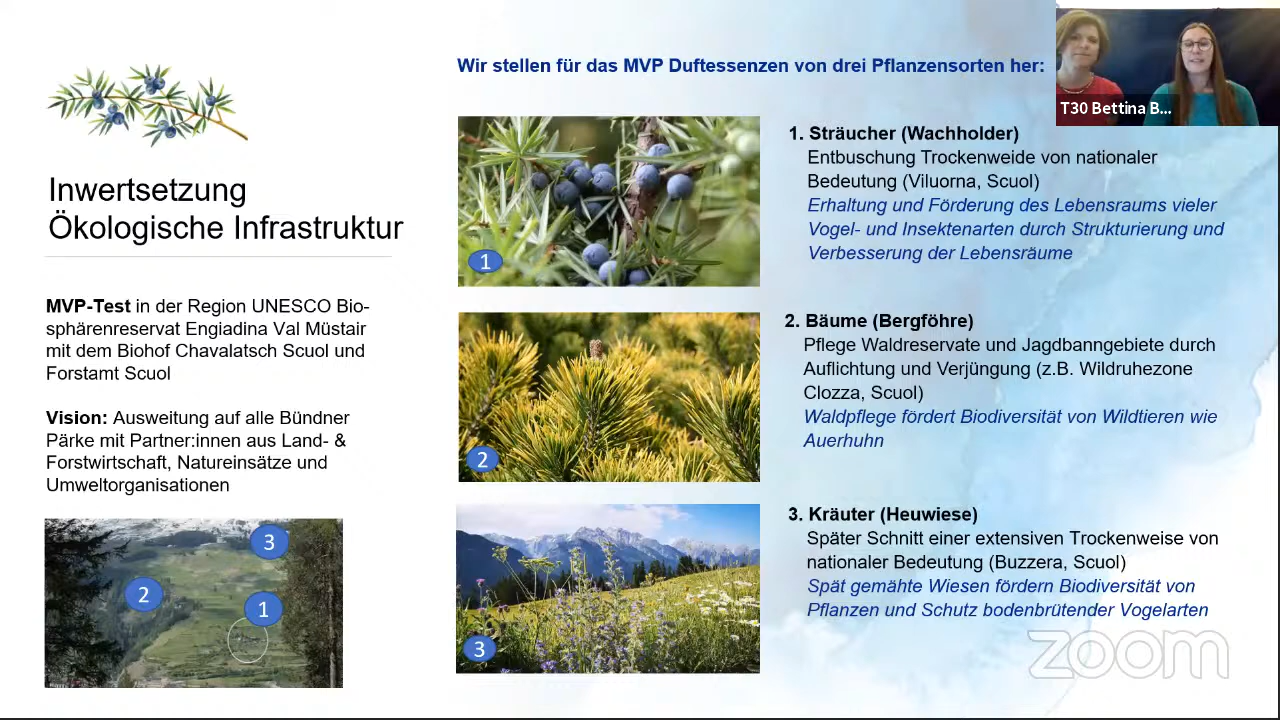 Inwertsetzung
Ökologische Infrastruktur
MVP-Test in der Region UNESCO Bio-
sphärenreservat Engiadina Val Müstair
mit dem Biohof Chavalatsch Scuol und
Forstamt Scuol
Vision: Ausweitung auf alle Bündner
Pärke mit Partner:innen aus Land- &
Forstwirtschaft, Natureinsätze und
Umweltorganisationen
3
2
1
Wir stellen für das MVP Duftessenzen von drei Pflanzensorten her:
1
1. Sträucher (Wachholder)
Entbuschung Trockenweide von nationaler
Bedeutung (Viluorna, Scuol)
Erhaltung und Förderung des Lebensraums vieler
Vogel- und Insektenarten durch Strukturierung und
Verbesserung der Lebensräume
2
2. Bäume (Bergföhre)
Pflege Waldreservate und Jagdbanngebiete durch
Auflichtung und Verjüngung (z.B. Wildruhezone
Clozza, Scuol)
Waldpflege fördert Biodiversität von Wildtieren wie
Auerhuhn
3
3. Kräuter (Heuwiese)
Später Schnitt einer extensiven Trockenweise von
nationaler Bedeutung (Buzzera, Scuol)
Spät gemähte Wiesen fördern Biodiversität von
Pflanzen und Schutz bodenbrütender Vogelarten
T30 Bettina B...
zoom